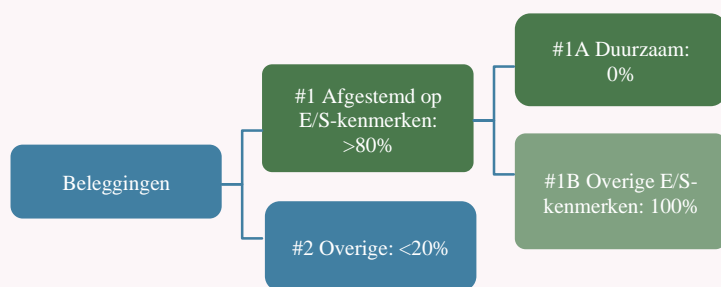 #1A Duurzaam:
0%
#1 Afgestemd op
E/S-kenmerken:
>80%
#1B Overige E/S-
kenmerken: 100%
Beleggingen
#2 Overige: <20%